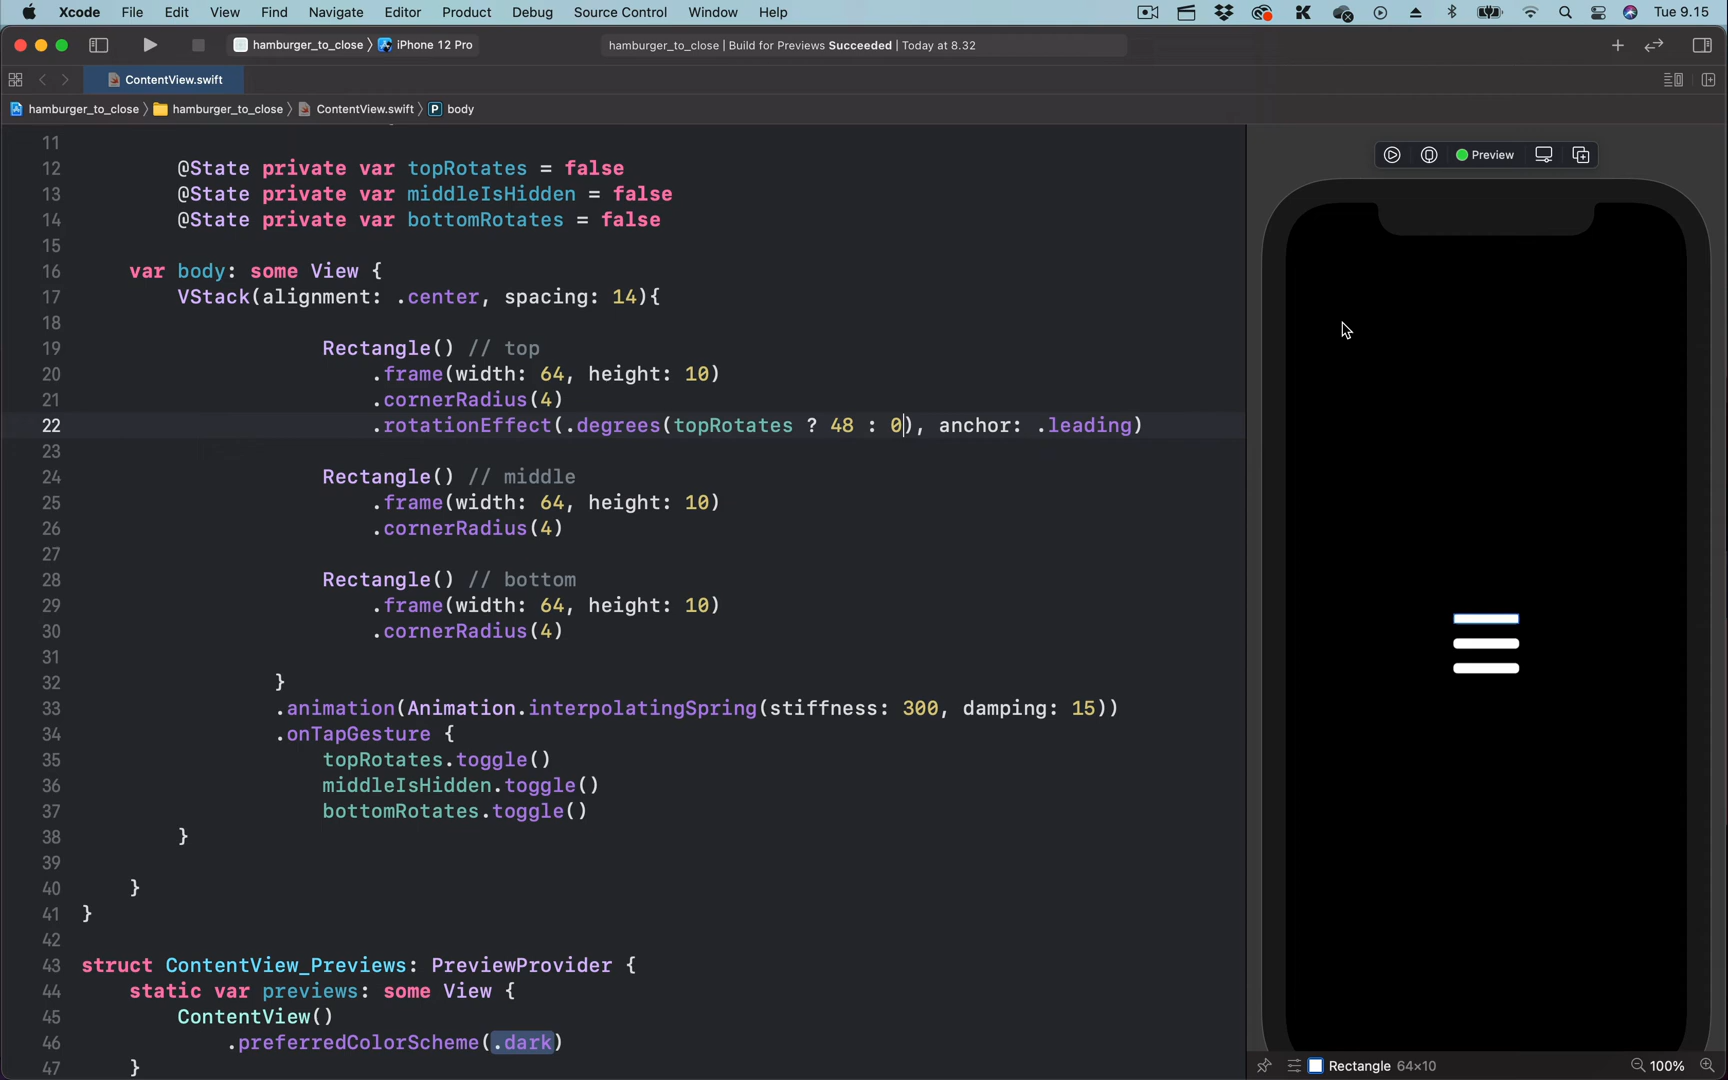 Xcode File Edit View Find Navigate Editor Product Debug Source Control Window Help Tue 9.15
hamburger_to_close 〉 iPhone 12 Pro
hamburger_to_close | Build for Previews Succeeded | Today at 8.32
ContentView.swift
hamburger_to_close 〉 hamburger_to_close 〉 ContentView.swift 〉 P body
11
12 @State private var topRotates = false
13 @State private var middleIsHidden = false
14 @State private var bottomRotates = false
15
16 var body: some View {
17 VStack(alignment: .center, spacing: 14){
18
19 Rectangle() // top
20 .frame(width: 64, height: 10)
21 .cornerRadius(4)
22 .rotationEffect(.degrees(topRotates ? 48 : 0), anchor: .leading)
23
24 Rectangle() // middle
25 .frame(width: 64, height: 10)
26 .cornerRadius(4)
27
28 Rectangle() // bottom
29 .frame(width: 64, height: 10)
30 .cornerRadius(4)
31
32 }
33 .animation(Animation.interpolatingSpring(stiffness: 300, damping: 15))
34 .onTapGesture {
35 topRotates.toggle()
36 middleIsHidden.toggle()
37 bottomRotates.toggle()
38 }
39
40 }
41 }
42
43 struct ContentView_Previews: PreviewProvider {
44 static var previews: some View {
45 ContentView()
46 .preferredColorScheme(.dark)
47 }
Preview
Rectangle 64×10
100%